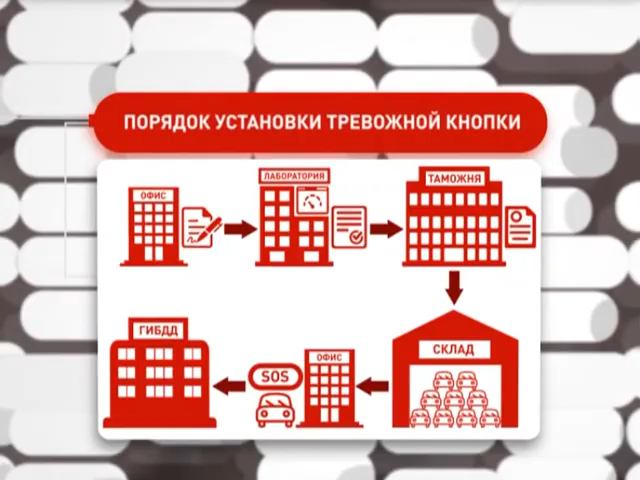 ПОРЯДОК УСТАНОВКИ ТРЕВОЖНОЙ КНОПКИ
ОФИС
ЛАБОРАТОРИЯ
ТАМОЖНЯ
СКЛАД
ОФИС
SOS
ГИБДД